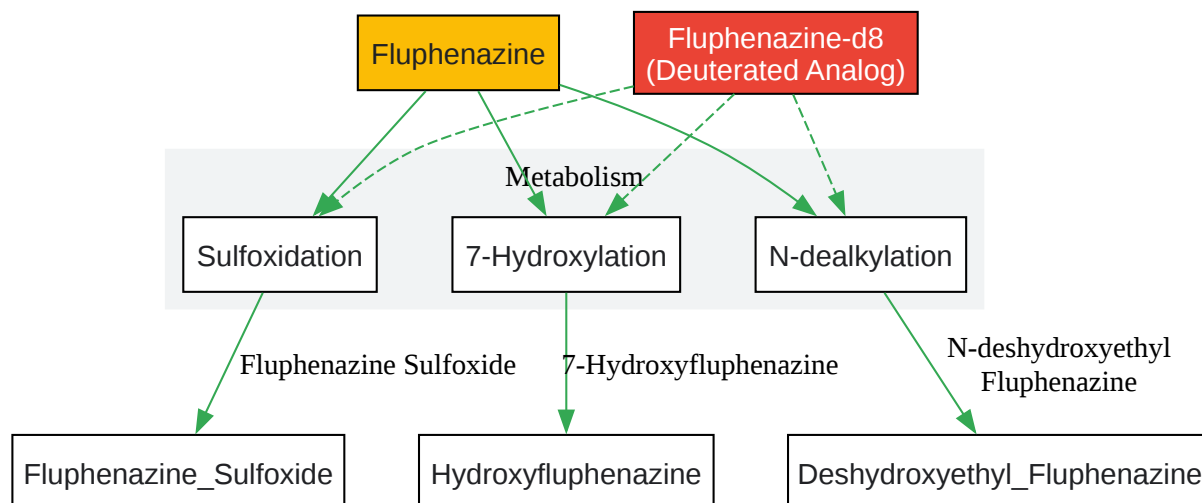 Fluphenazine
Fluphenazine-d8
(Deuterated Analog)
Metabolism
Sulfoxidation
7-Hydroxylation
N-dealkylation
Fluphenazine Sulfoxide
7-Hydroxyfluphenazine
N-deshydroxyethyl
Fluphenazine
Fluphenazine_Sulfoxide
Hydroxyfluphenazine
Deshydroxyethyl_Fluphenazine